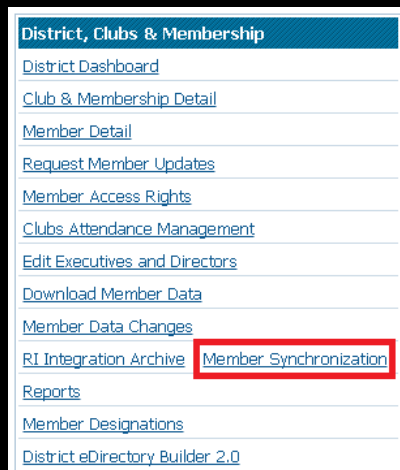 District, Clubs & Membership
District Dashboard
Club & Membership Detail
Member Detail
Request Member Updates
Member Access Rights
Clubs Attendance Management
Edit Executives and Directors
Download Member Data
Member Data Changes
RI Integration Archive Member Synchronization
Reports
Member Designations
District eDirectory Builder 2.0